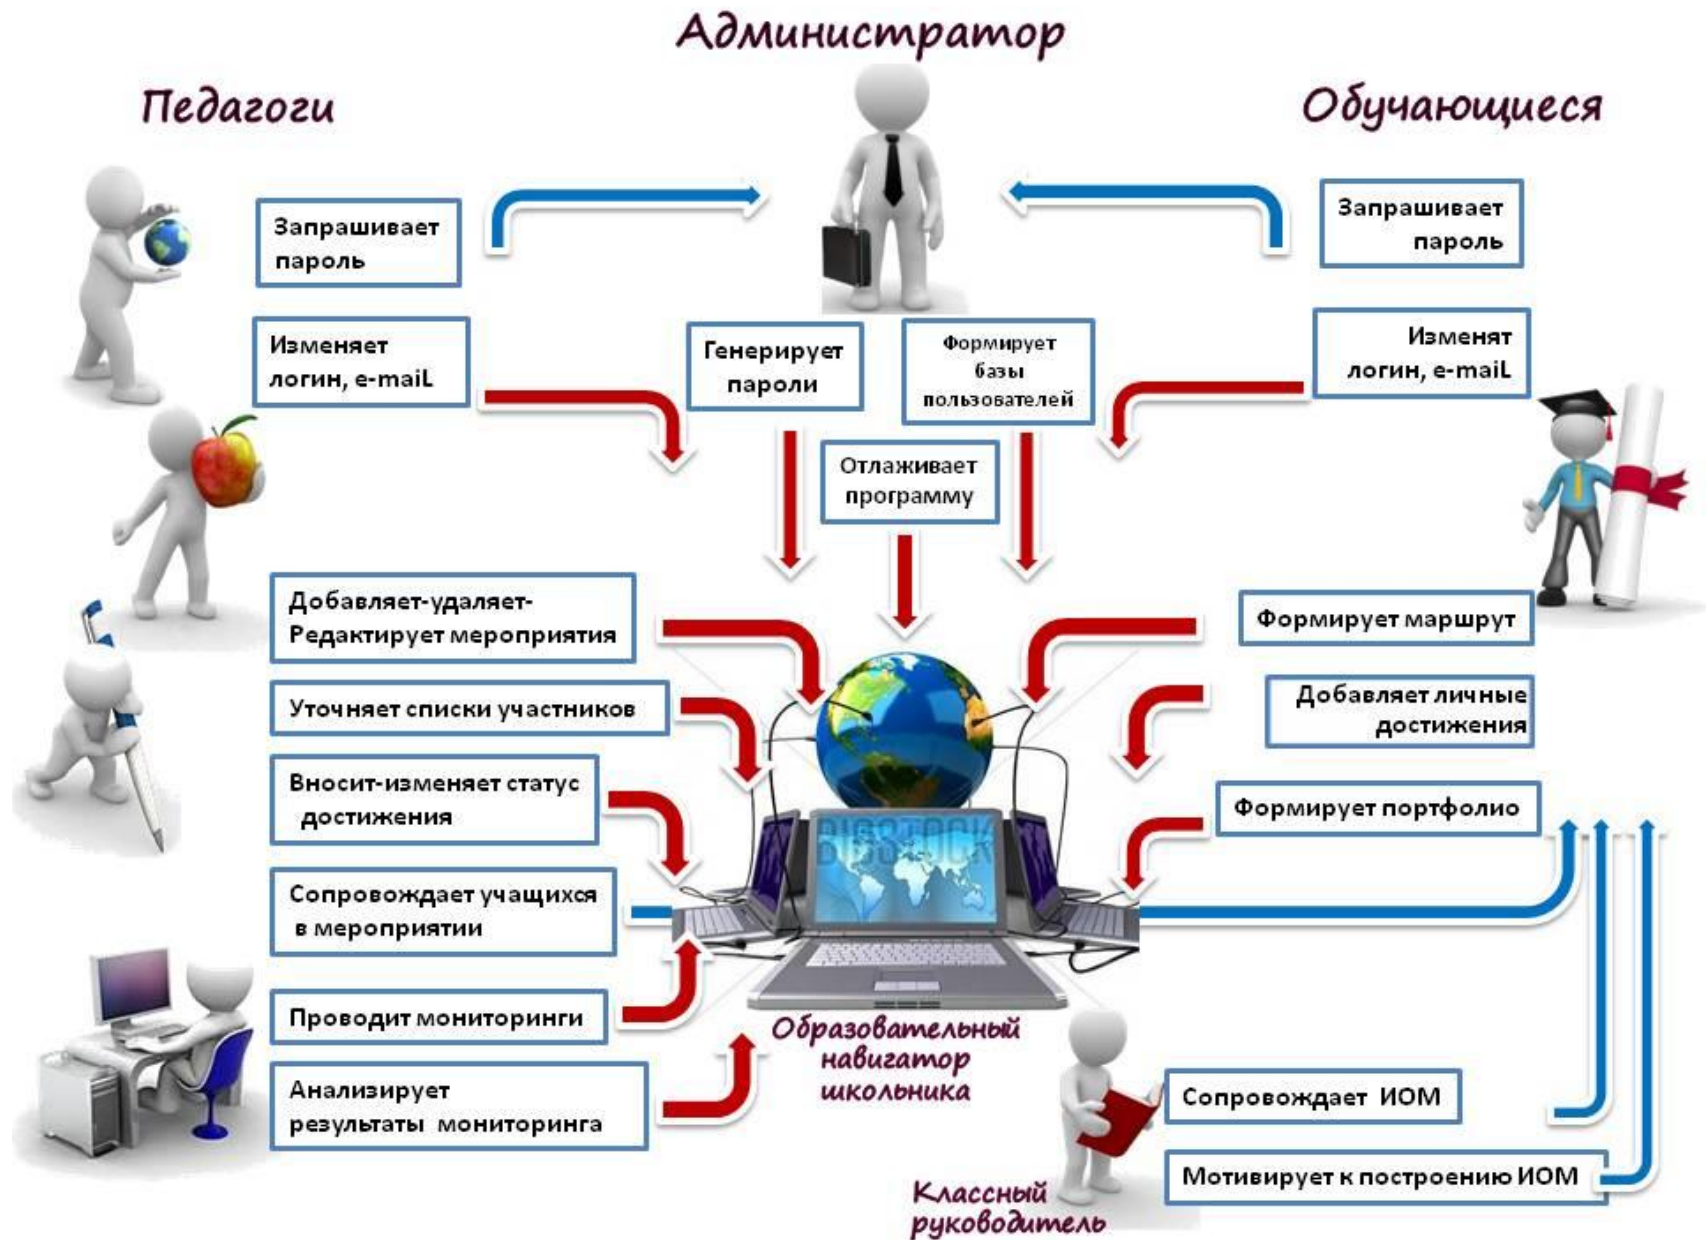 Администратор
Педагоги
Обучающиеся
Запрашивает
пароль
Запрашивает
пароль
Изменяет
логин, e-maiL
Генерирует
пароли
Формирует
базы
пользователей
Изменят
логин, e-maiL
Отлаживает
программу
Добавляет-удаляет-
Редактирует мероприятия
Уточняет списки участников
Вносит-изменяет статус
достижения
Сопровождает учащихся
в мероприятии
Проводит мониторинги
Анализирует
результаты мониторинга
Формирует маршрут
Добавляет личные
достижения
Формирует портфолио
BIGSTOCK
Образовательный
навигатор
школьника
Сопровождает ИОМ
Мотивирует к построению ИОМ
Классный
руководитель